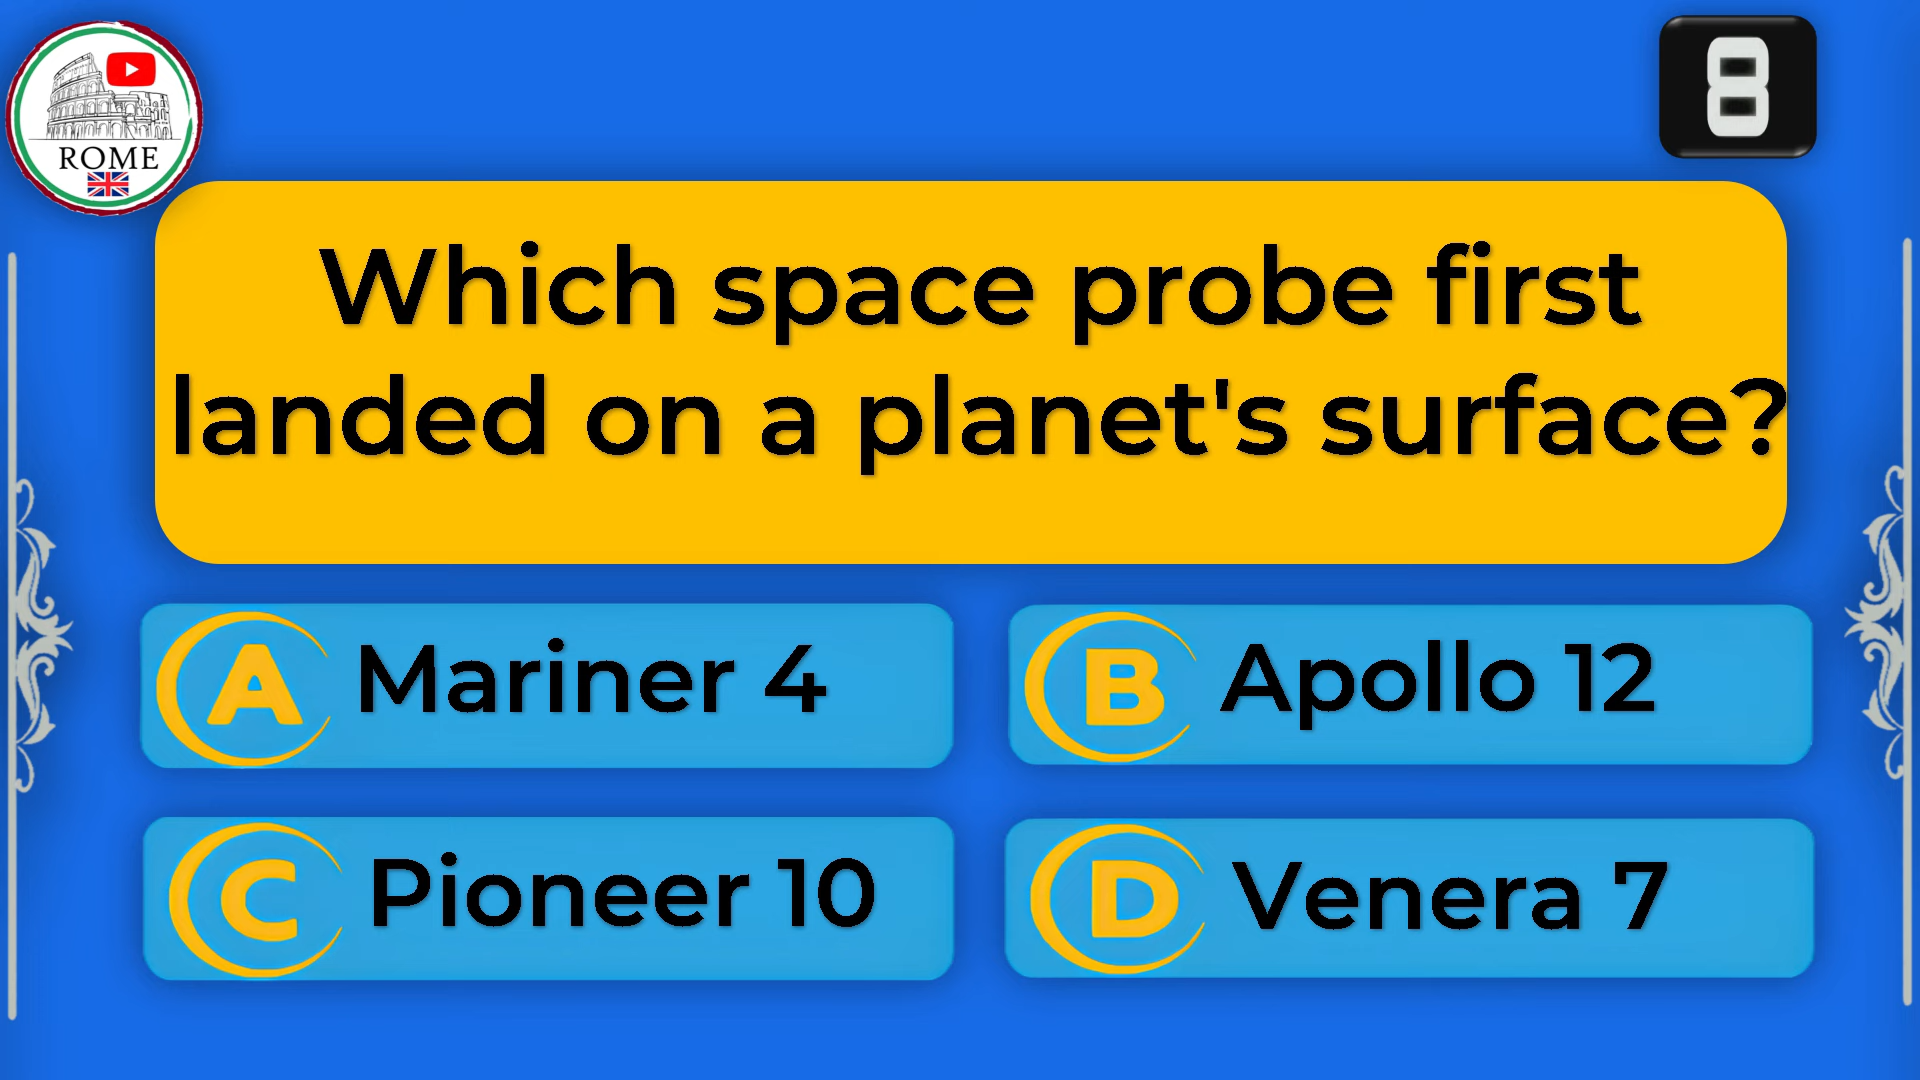 ROME
8
Which space probe first
landed on a planet's surface?
A Mariner 4
B Apollo 12
C Pioneer 10
D Venera 7